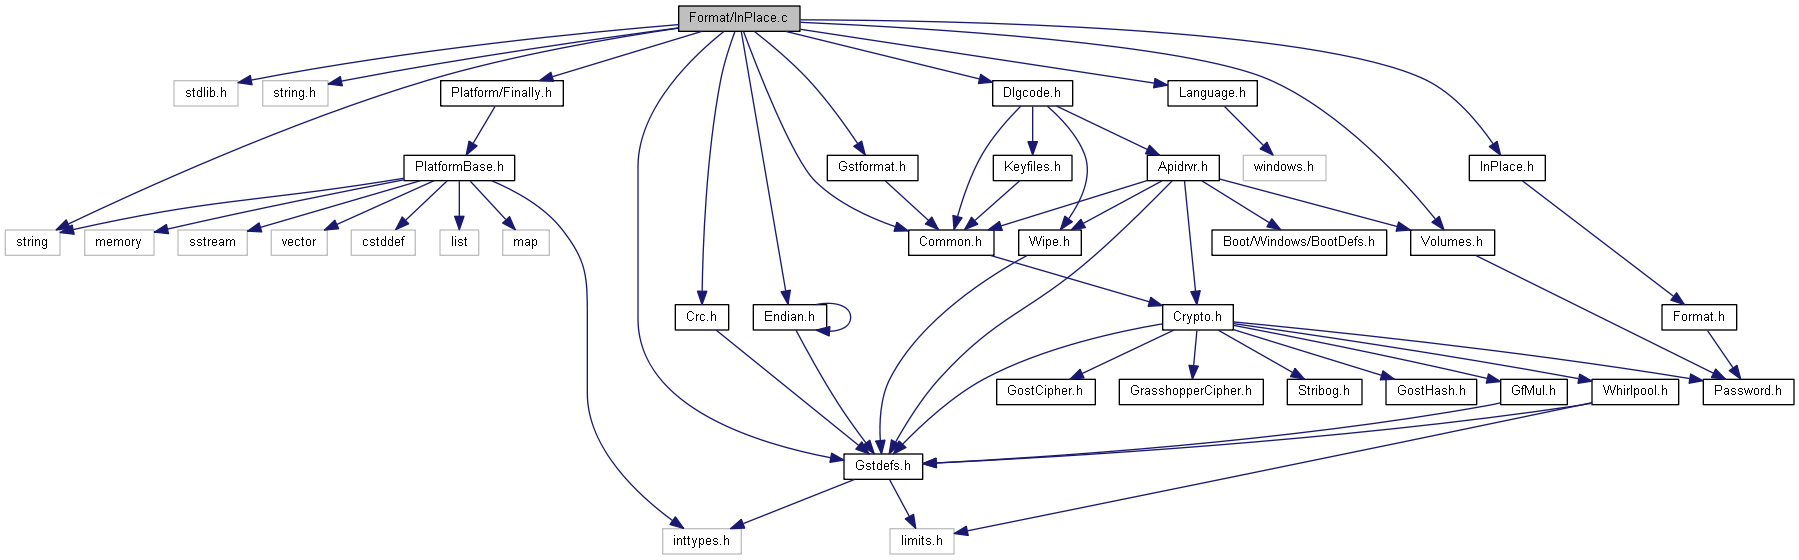 Format/InPlace.c
stdlib.h
string.h
Platform/Finally.h
Dlgcode.h
Language.h
PlatformBase.h
Gstformat.h
Keyfiles.h
Apidrvr.h
windows.h
InPlace.h
string
memory
sstream
vector
cstddef
list
map
Common.h
Wipe.h
Boot/Windows/BootDefs.h
Volumes.h
Crc.h
Endian.h
Crypto.h
Format.h
GostCipher.h
GrasshopperCipher.h
Stribog.h
GostHash.h
GfMul.h
Whirlpool.h
Password.h
Gstdefs.h
inttypes.h
limits.h